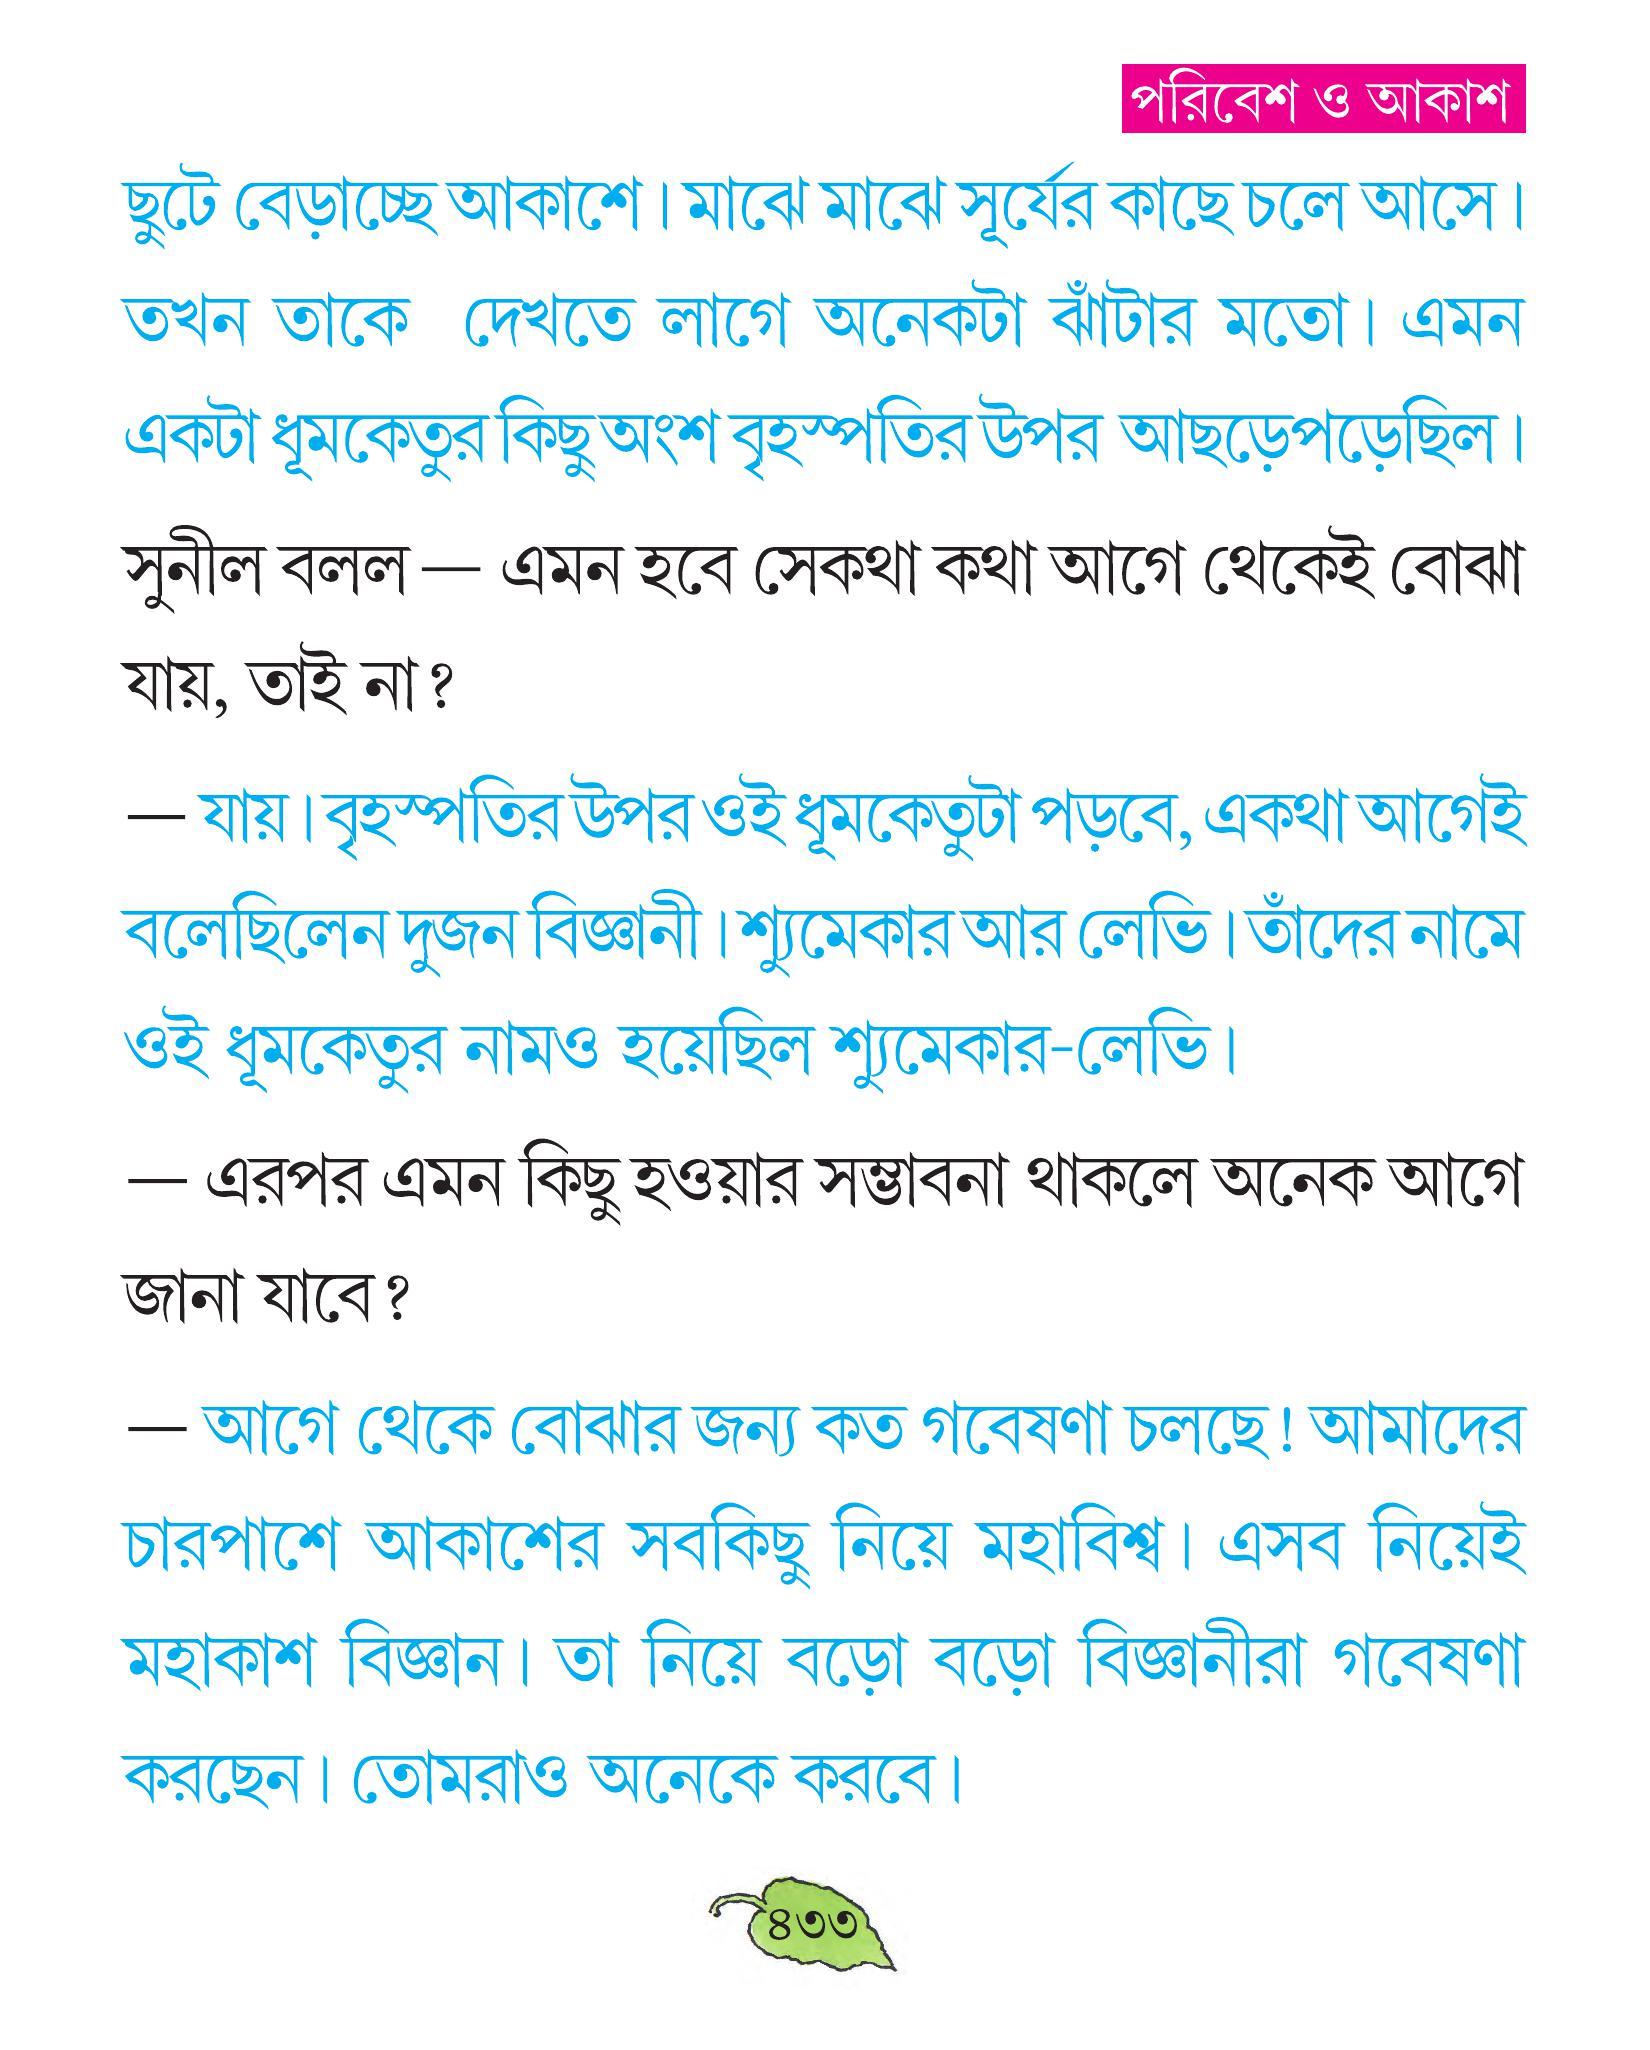 পরিবেশ ও আকাশ
ছুটে বেড়াচ্ছে আকাশে। মাঝে মাঝে সূর্যের কাছে চলে আসে।
তখন তাকে দেখতে লাগে অনেকটা ঝাঁটার মতো। এমন
একটা ধূমকেতুর কিছু অংশ বৃহস্পতির উপর আছড়েপড়েছিল।
সুনীল বলল — এমন হবে সেকথা কথা আগে থেকেই বোঝা
যায়, তাই না?
— যায়। বৃহস্পতির উপর ওই ধূমকেতুটা পড়বে, একথা আগেই
বলেছিলেন দুজন বিজ্ঞানী। শ্যুমেকার আর লেভি। তাঁদের নামে
ওই ধূমকেতুর নামও হয়েছিল শ্যুমেকার-লেভি।
— এরপর এমন কিছু হওয়ার সম্ভাবনা থাকলে অনেক আগে
জানা যাবে?
— আগে থেকে বোঝার জন্য কত গবেষণা চলছে! আমাদের
চারপাশে আকাশের সবকিছু নিয়ে মহাবিশ্ব। এসব নিয়েই
মহাকাশ বিজ্ঞান। তা নিয়ে বড়ো বড়ো বিজ্ঞানীরা গবেষণা
করছেন। তোমরাও অনেকে করবে।
৪৩৩